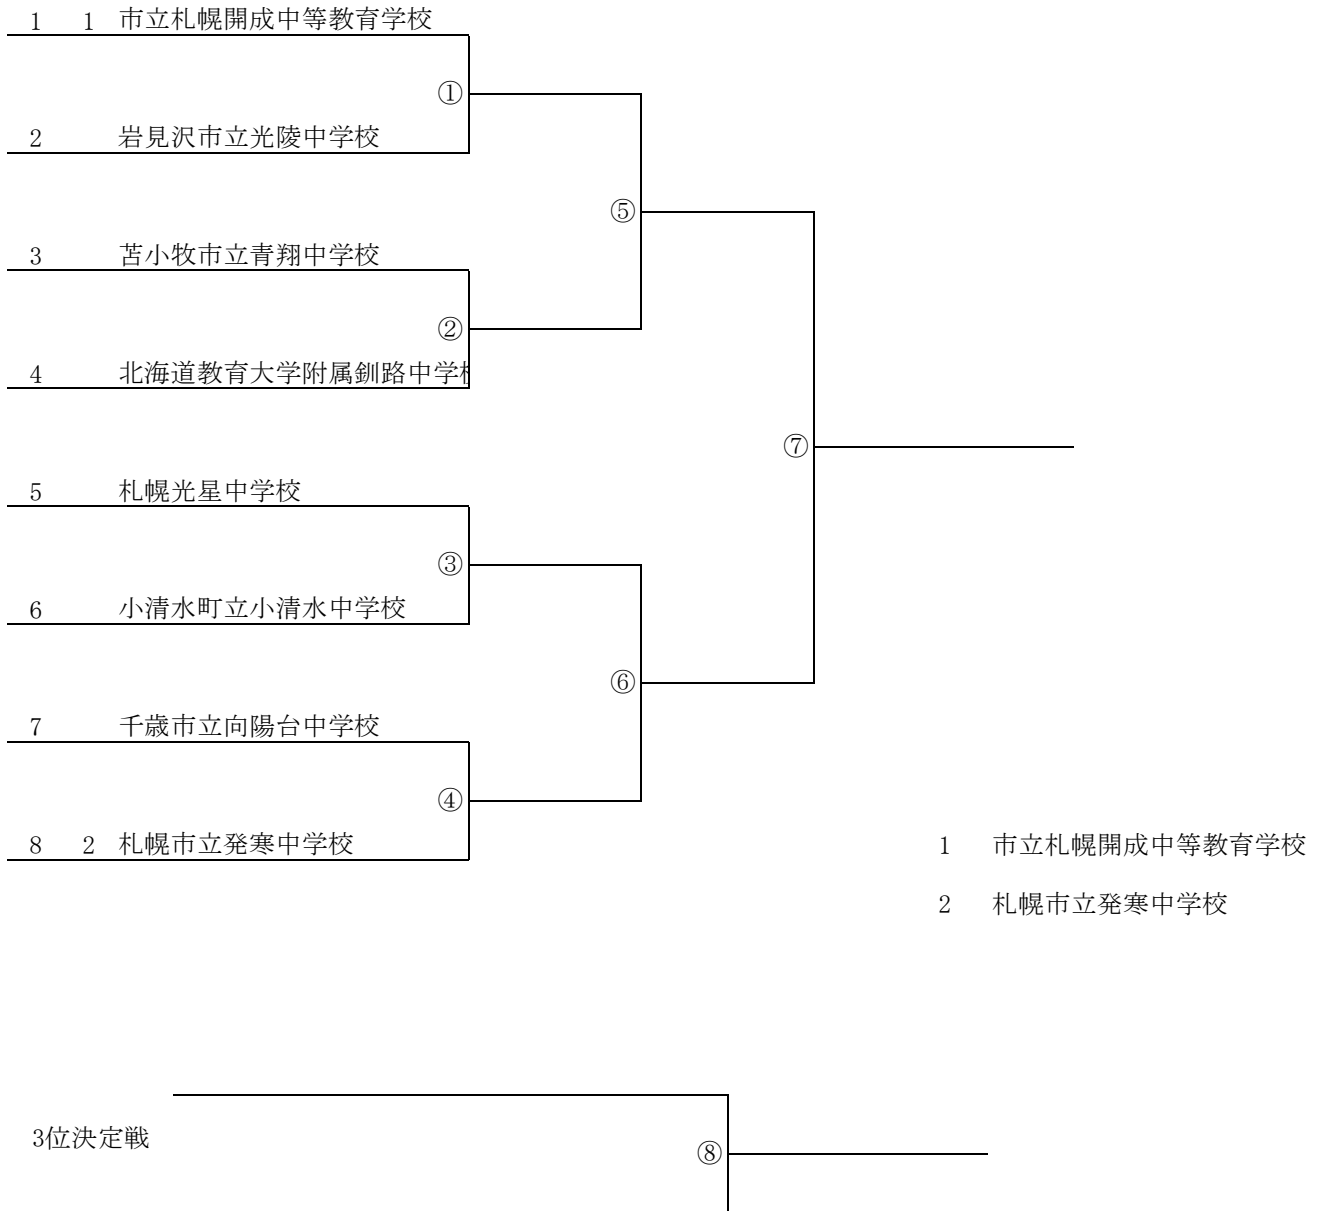 1 1 市立札幌開成中等教育学校
①
2 岩見沢市立光陵中学校
⑤
3 苫小牧市立青翔中学校
②
4 北海道教育大学附属釧路中学校
⑦
5 札幌光星中学校
③
6 小清水町立小清水中学校
⑥
7 千歳市立向陽台中学校
④
8 2 札幌市立発寒中学校
1 市立札幌開成中等教育学校
2 札幌市立発寒中学校
3位決定戦
⑧